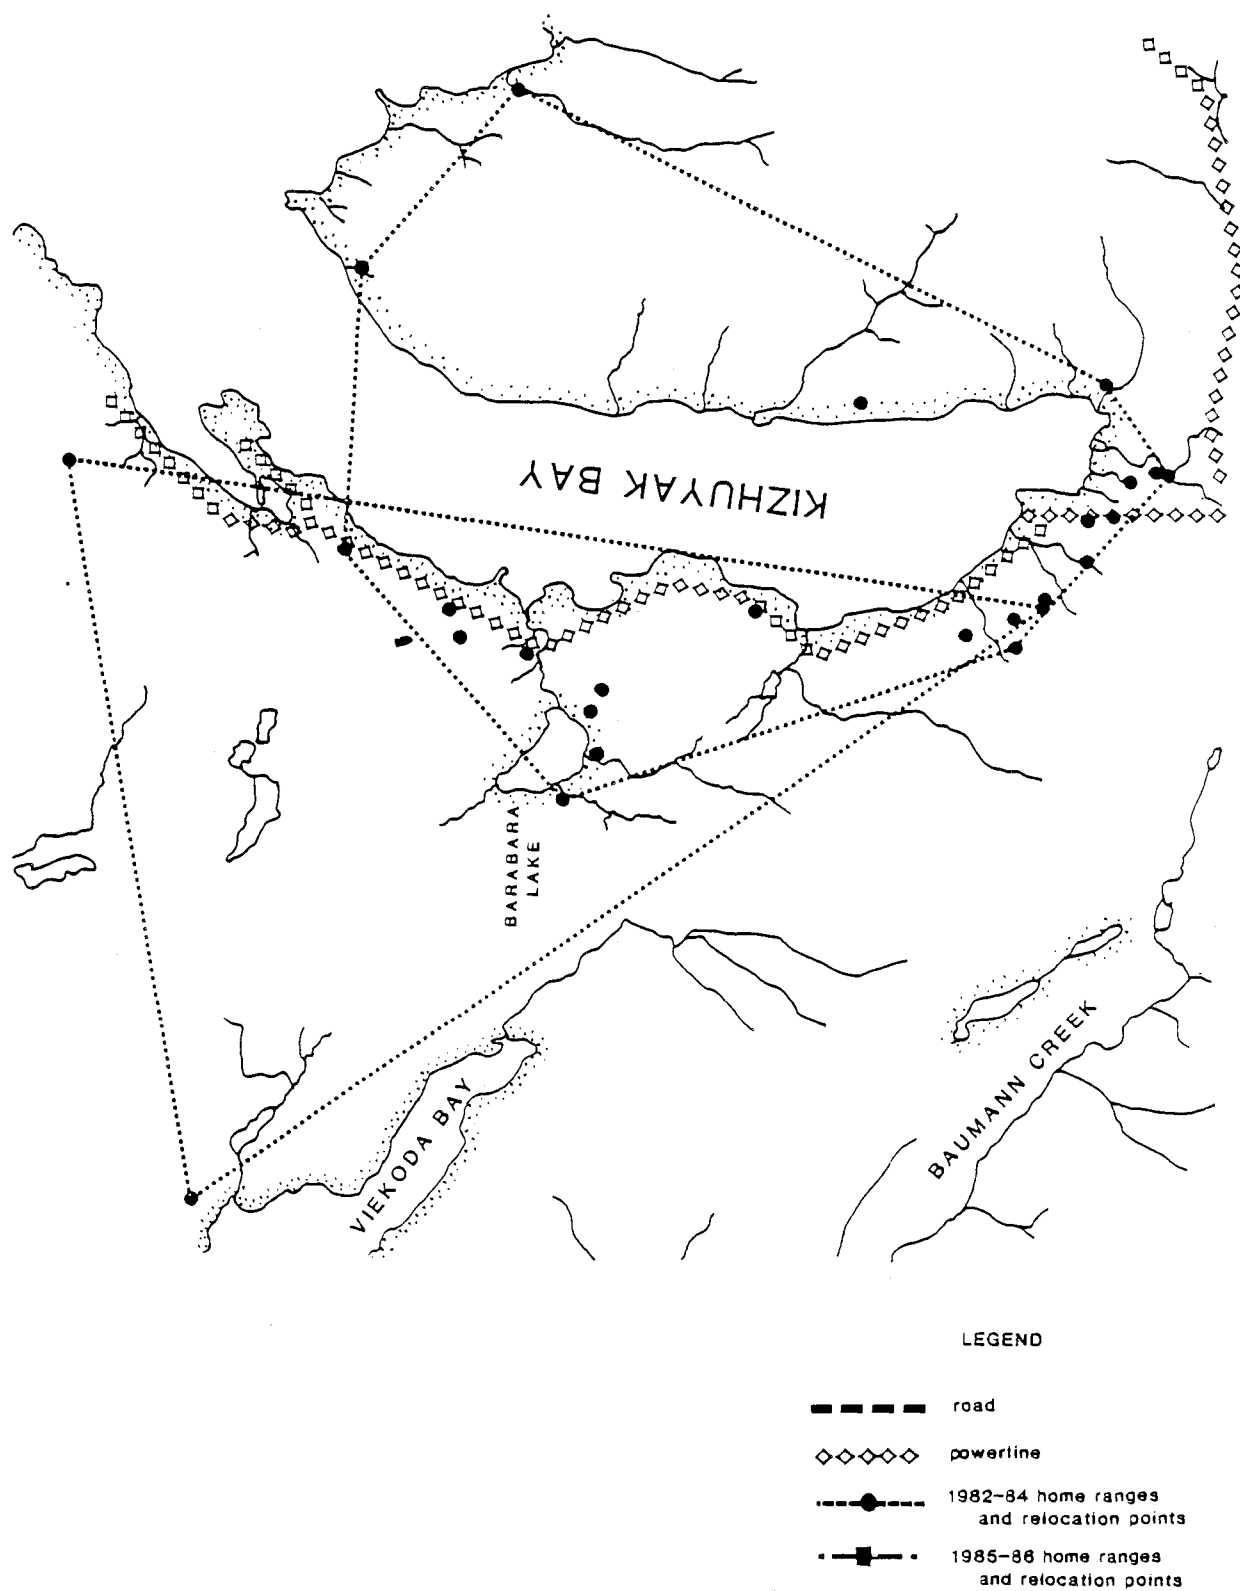 KIZHUYAK BAY
BARABARA
LAKE
VIEKODA BAY
BAUMANN CREEK
LEGEND
road
powerline
1982-84 home ranges
and relocation points
1985-86 home ranges
and relocation points